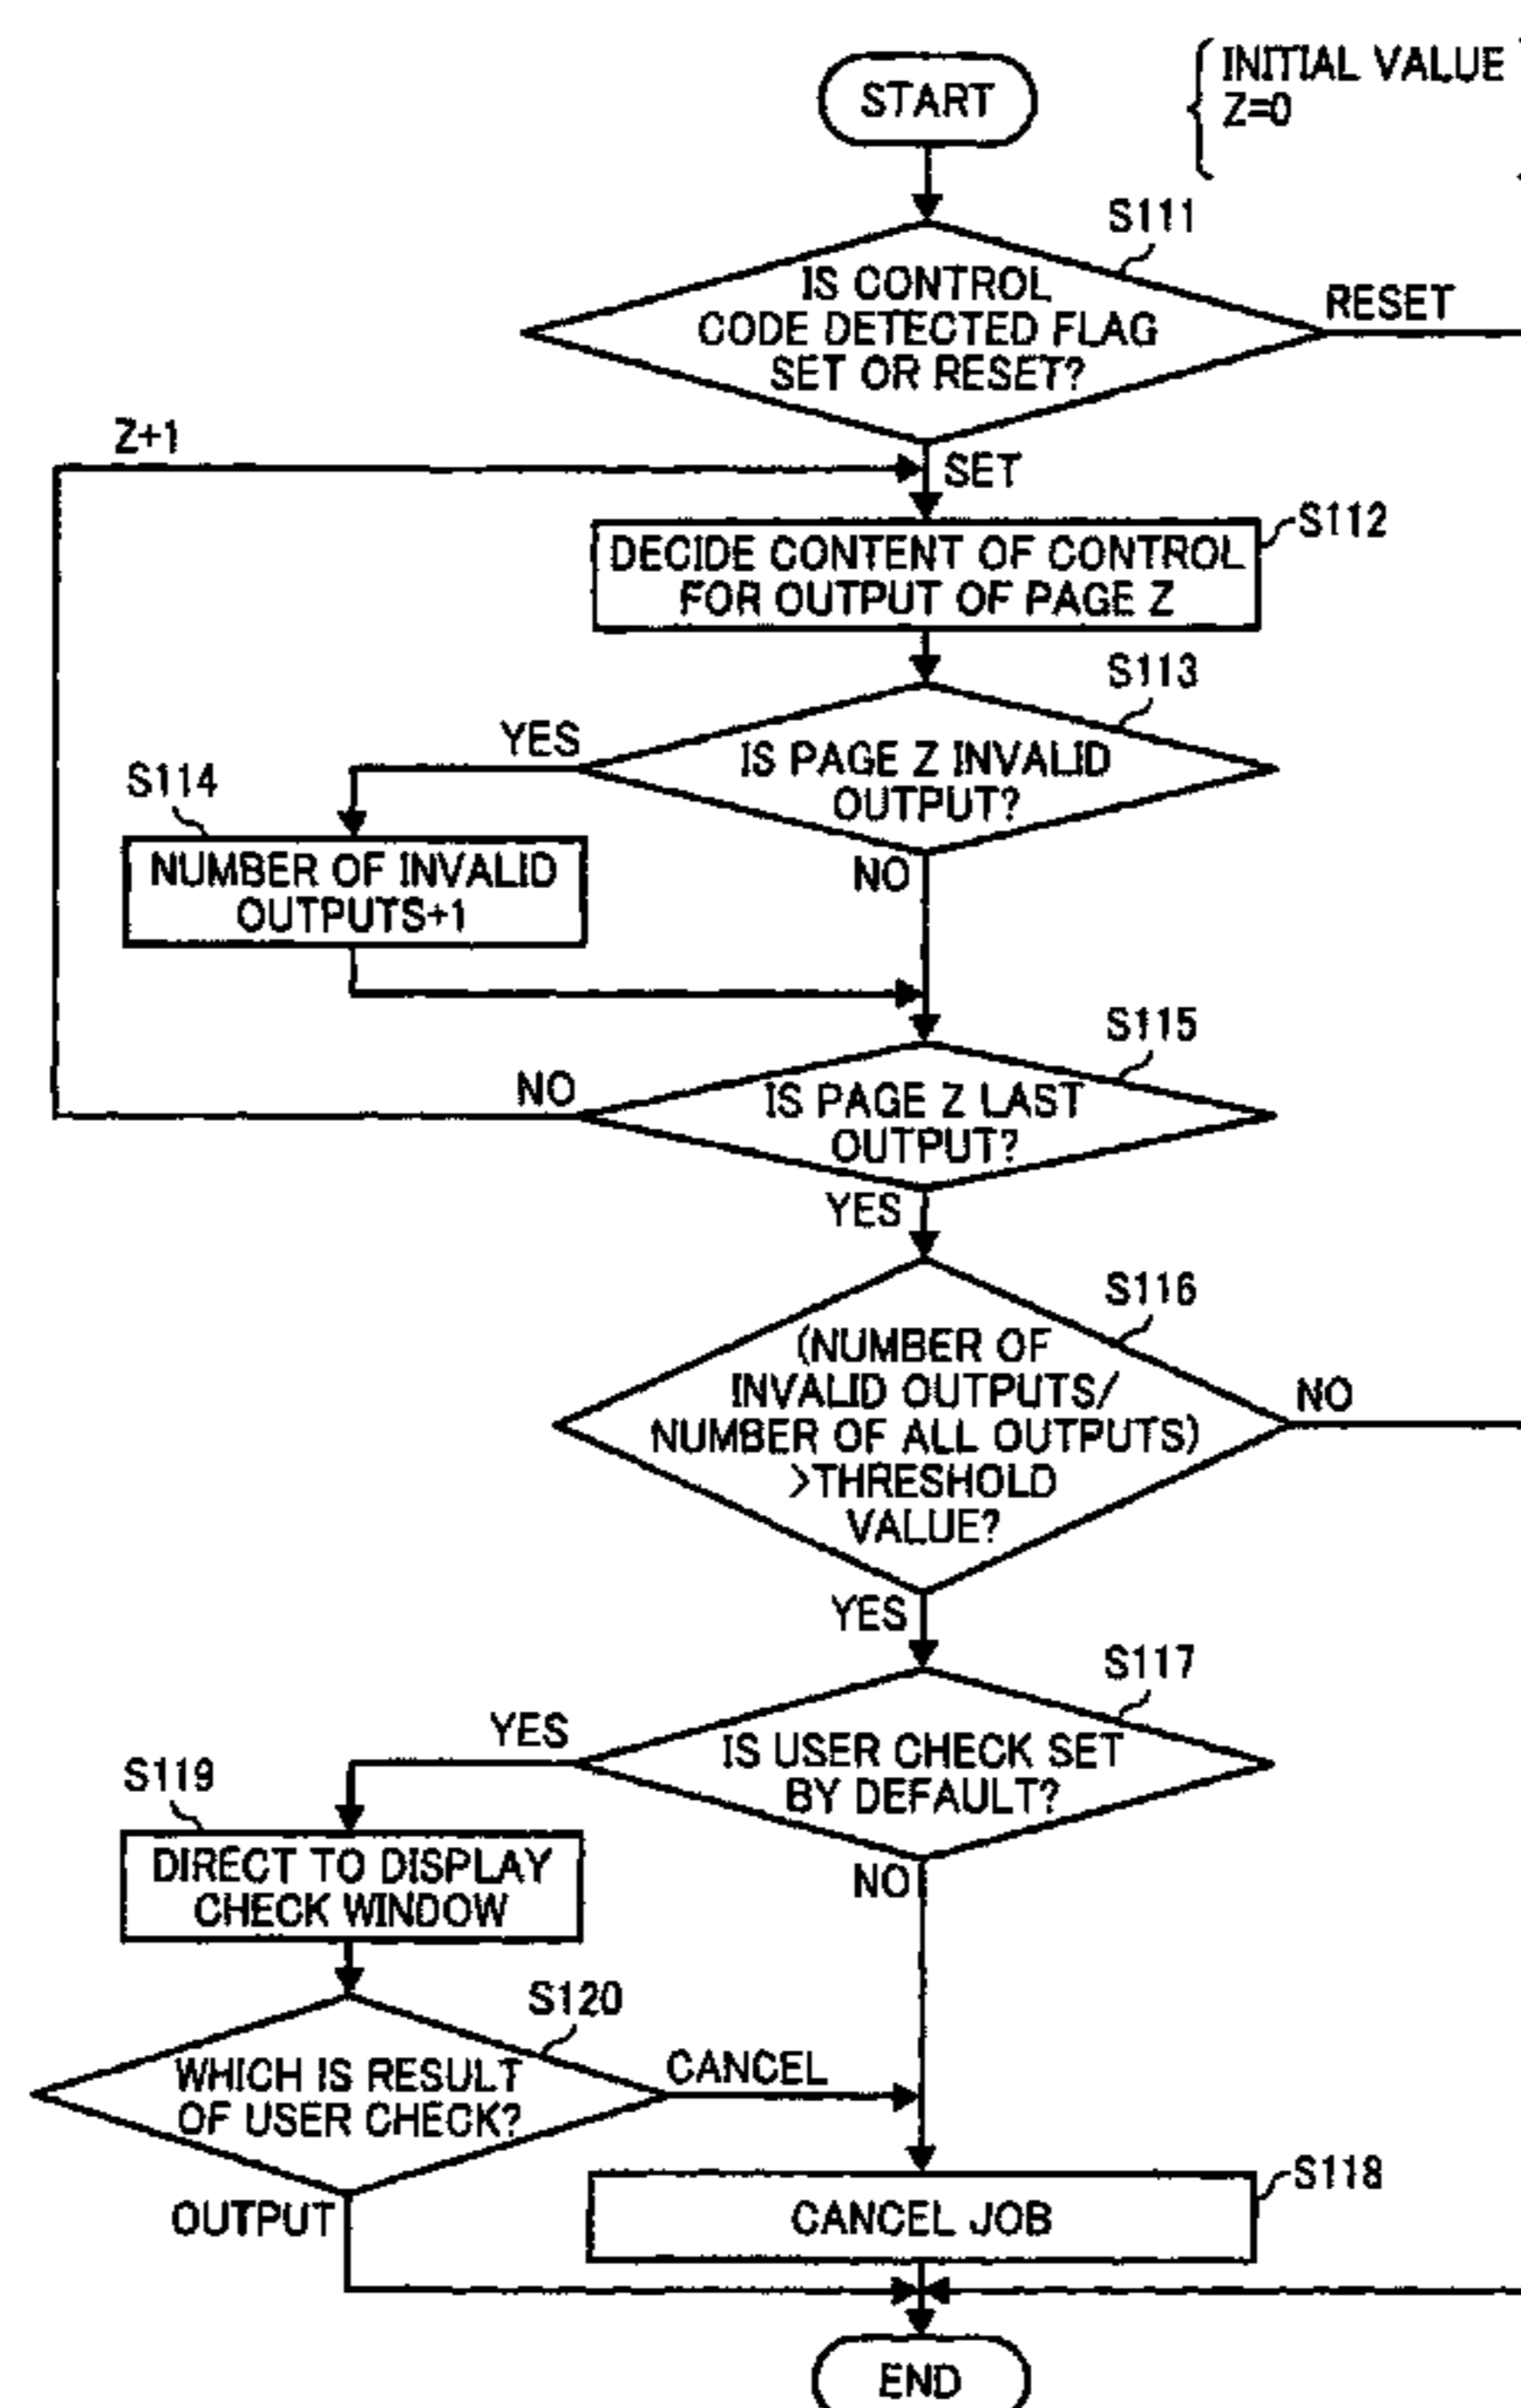 START
INITIAL VALUE
Z=0
S111
IS CONTROL
CODE DETECTED FLAG
SET OR RESET?
RESET
Z+1
SET
S112
DECIDE CONTENT OF CONTROL
FOR OUTPUT OF PAGE Z
S113
YES
IS PAGE Z INVALID
OUTPUT?
S114
NO
NUMBER OF INVALID
OUTPUTS+1
S115
NO
IS PAGE Z LAST
OUTPUT?
YES
S116
(NUMBER OF
INVALID OUTPUTS/
NUMBER OF ALL OUTPUTS)
>THRESHOLD
VALUE?
NO
YES
S117
YES
IS USER CHECK SET
BY DEFAULT?
S119
NO
DIRECT TO DISPLAY
CHECK WINDOW
S120
WHICH IS RESULT
OF USER CHECK?
CANCEL
S118
OUTPUT
CANCEL JOB
END